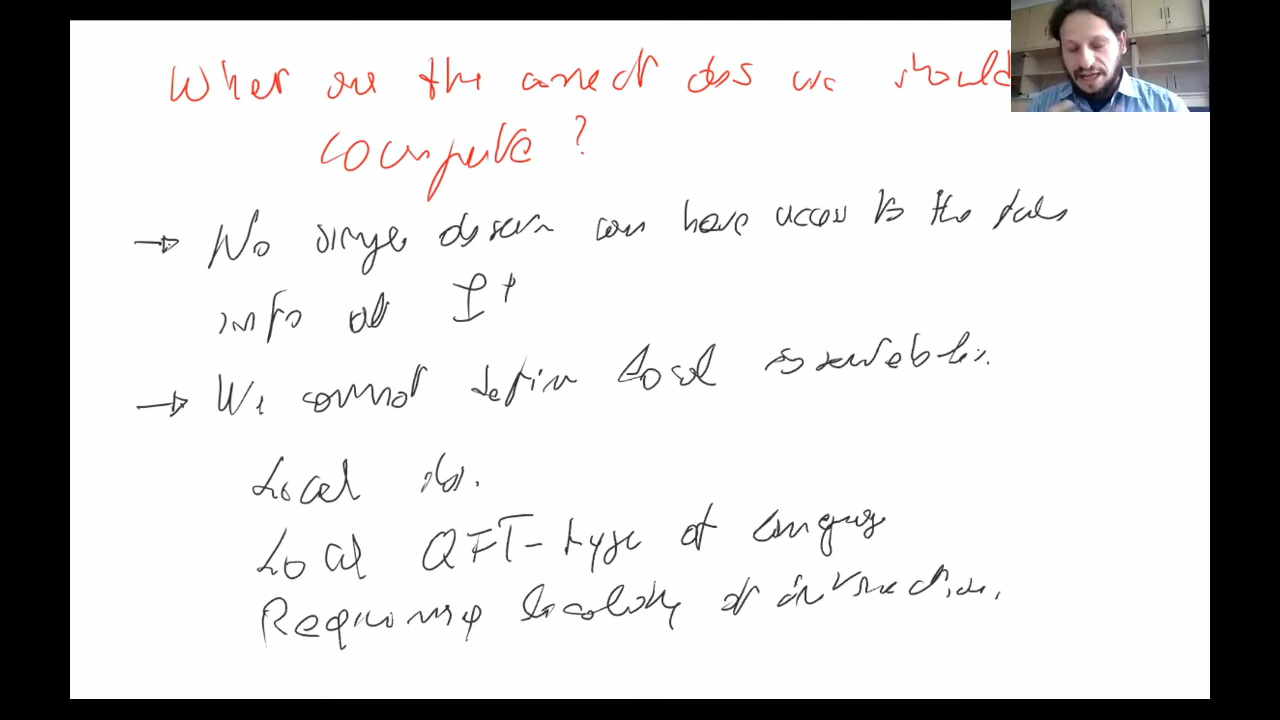 What are the correct obs we should
compute?
→ No single observer can have access to the
info at I⁺
→ We cannot define local observables.
Local obs.
Local QFT-type of language
Requiring locality of interactions.